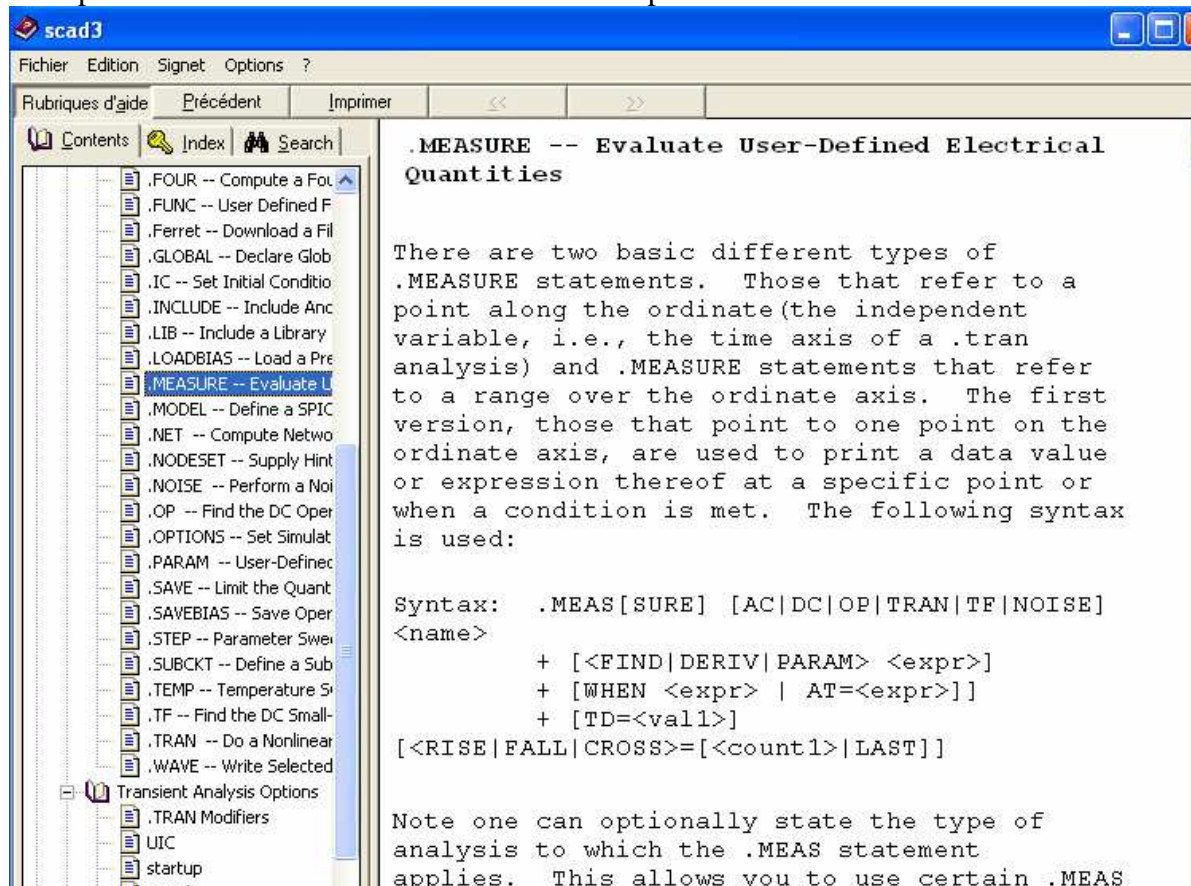 scad3
Fichier Edition Signet Options ?
Rubriques d'aide Précédent Imprimer << >>
Contents Index Search
.FOUR -- Compute a Fou
.FUNC -- User Defined F
.Ferret -- Download a Fil
.GLOBAL -- Declare Glob
.IC -- Set Initial Conditio
.INCLUDE -- Include Ano
.LIB -- Include a Library
.LOADBIAS -- Load a Pre
.MEASURE -- Evaluate U
.MODEL -- Define a SPIC
.NET -- Compute Netwo
.NODESET -- Supply Hint
.NOISE -- Perform a Noi
.OP -- Find the DC Oper
.OPTIONS -- Set Simulat
.PARAM -- User-Defined
.SAVE -- Limit the Quant
.SAVEBIAS -- Save Oper
.STEP -- Parameter Swe
.SUBCKT -- Define a Sub
.TEMP -- Temperature S
.TF -- Find the DC Small-
.TRAN -- Do a Nonlinear
.WAVE -- Write Selected
Transient Analysis Options
.TRAN Modifiers
UIC
startup
.MEASURE -- Evaluate User-Defined Electrical
Quantities
There are two basic different types of
.MEASURE statements. Those that refer to a
point along the ordinate(the independent
variable, i.e., the time axis of a .tran
analysis) and .MEASURE statements that refer
to a range over the ordinate axis. The first
version, those that point to one point on the
ordinate axis, are used to print a data value
or expression thereof at a specific point or
when a condition is met. The following syntax
is used:
Syntax: .MEAS[SURE] [AC|DC|OP|TRAN|TF|NOISE]
<name>
+ [<FIND|DERIV|PARAM> <expr>]
+ [WHEN <expr> | AT=<expr>]]
+ [TD=<val1>]
[<RISE|FALL|CROSS>=[<count1>|LAST]]
Note one can optionally state the type of
analysis to which the .MEAS statement
applies. This allows you to use certain .MEAS